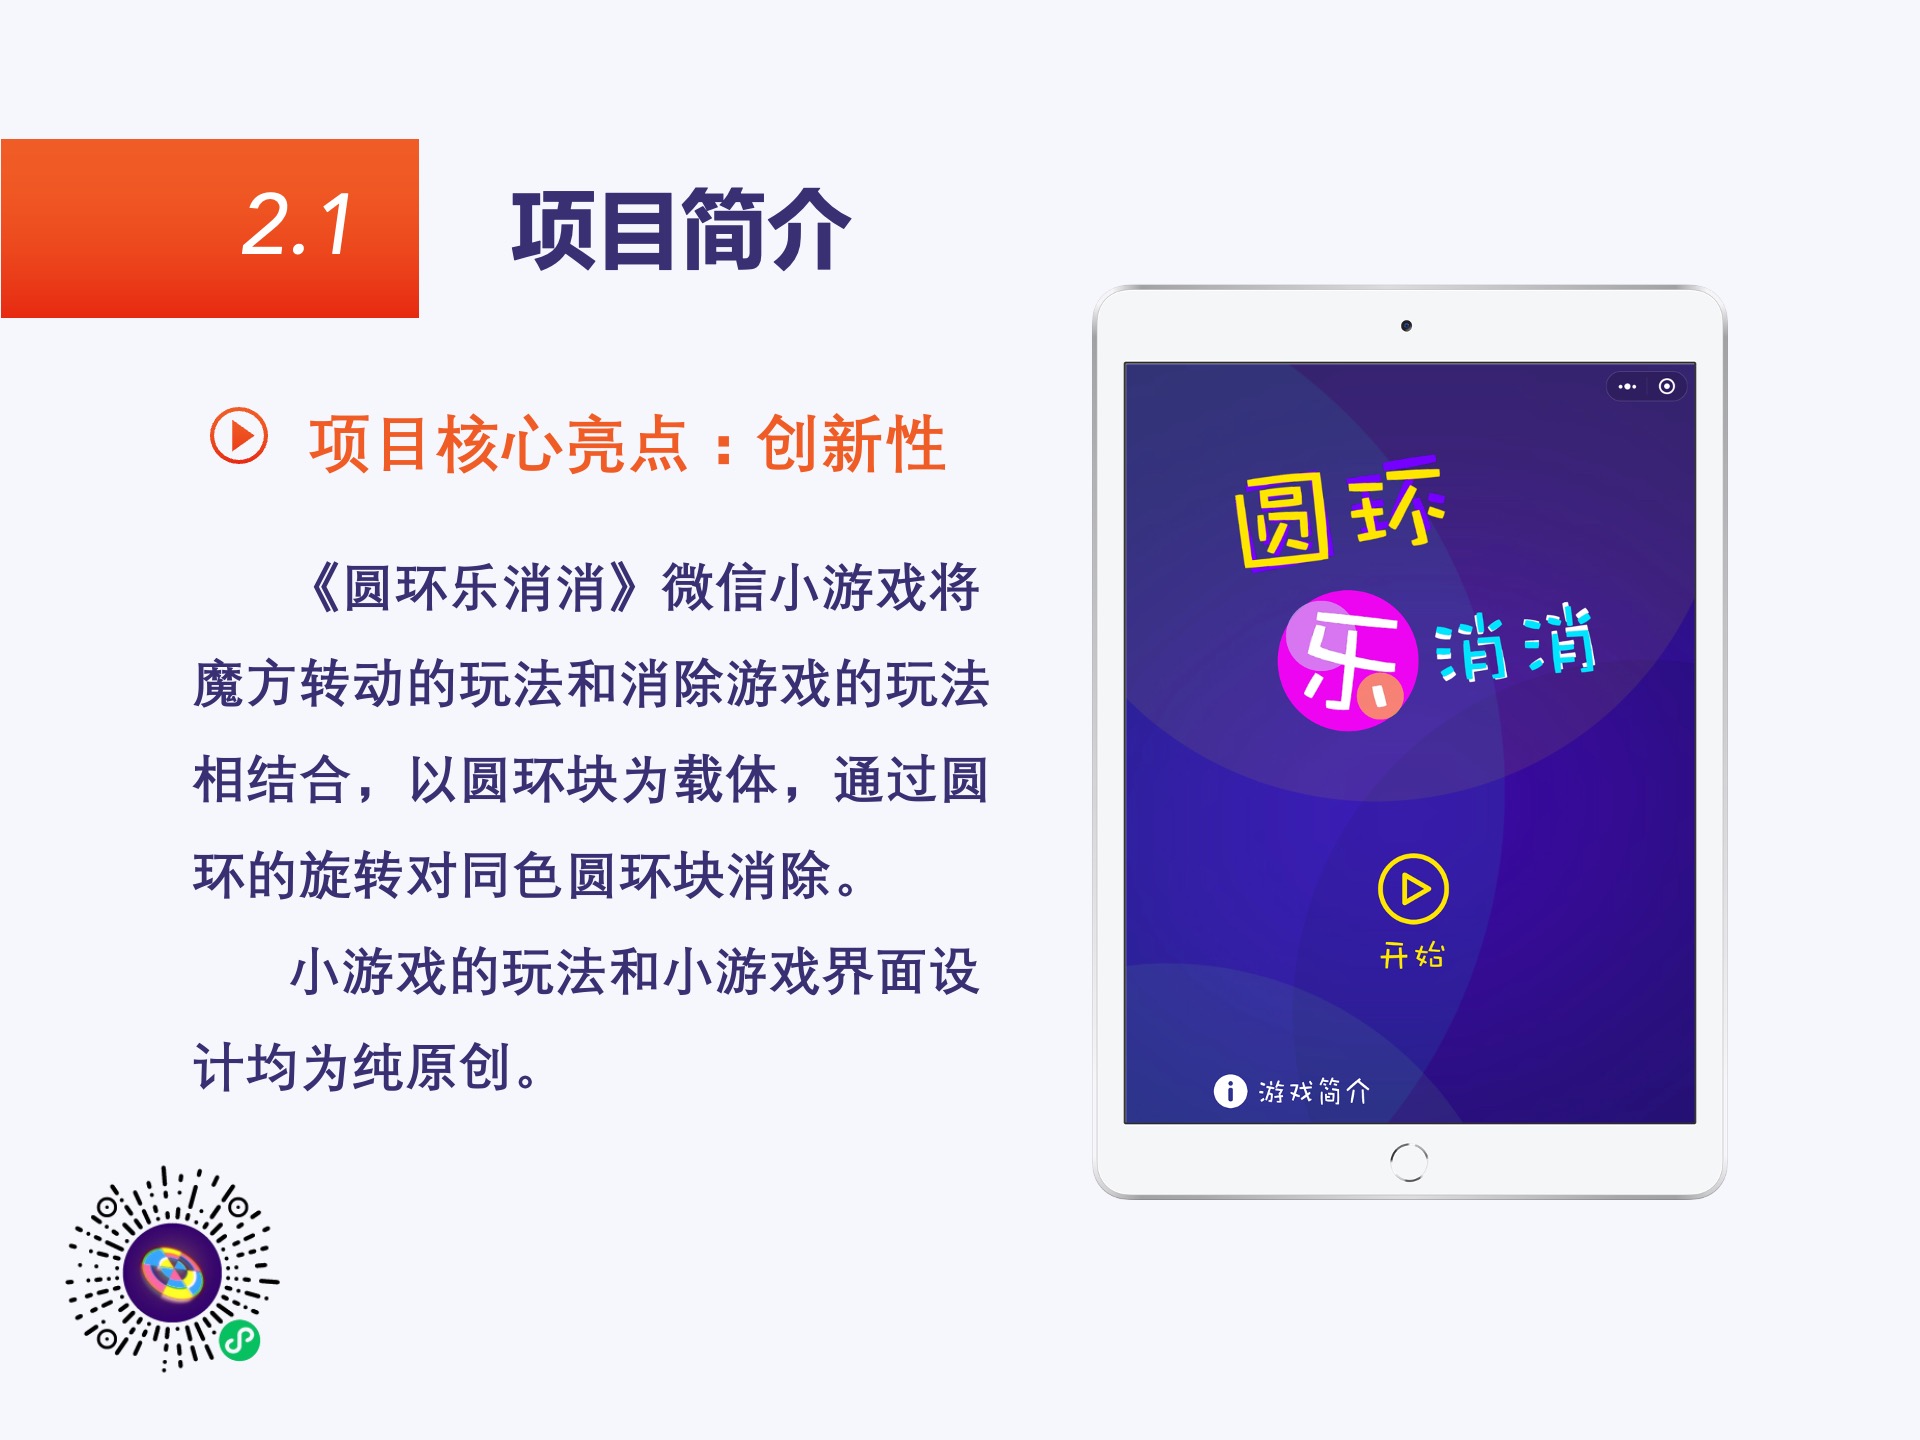 2.1
项目简介
项目核心亮点:创新性
《圆环乐消消》微信小游戏将
魔方转动的玩法和消除游戏的玩法
相结合，以圆环块为载体，通过圆
环的旋转对同色圆环块消除。
小游戏的玩法和小游戏界面设
计均为纯原创。
圆环
乐消消
开始
游戏简介